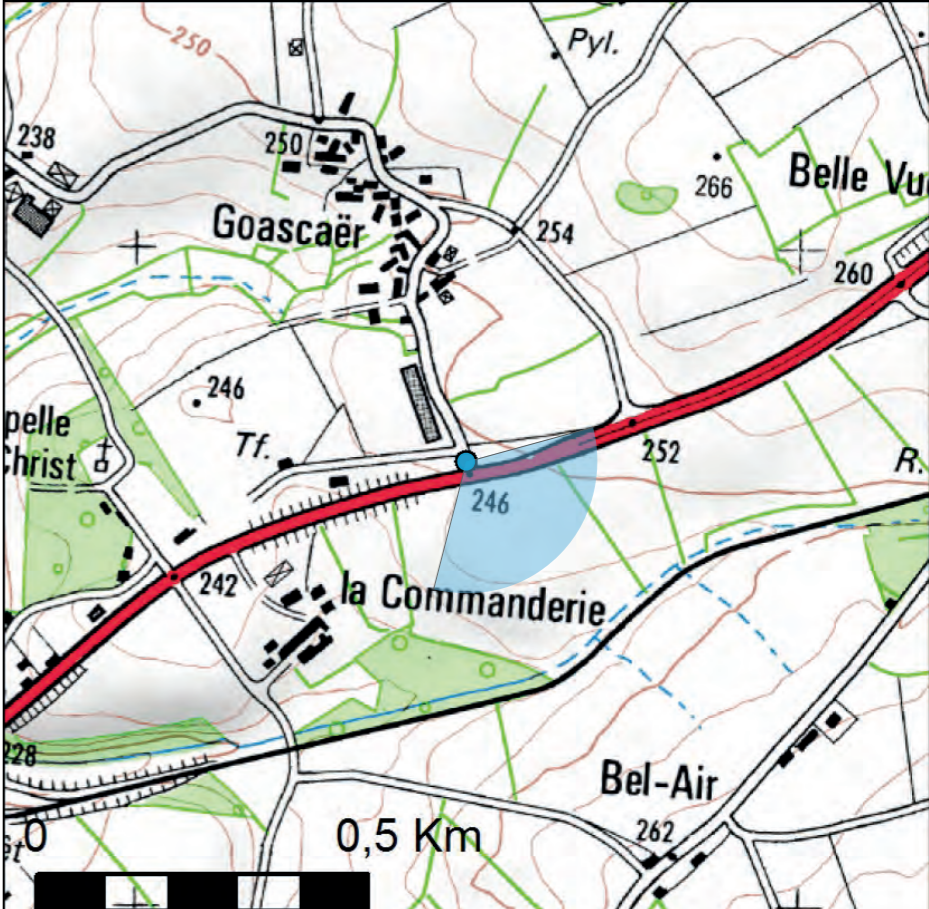 250
Pyl.
238
250
266
Belle Vu
Goascaër
254
260
246
pelle
Christ
Tf.
252
R.
246
242
la Commanderie
228
Bel-Air
262
0
0,5 Km